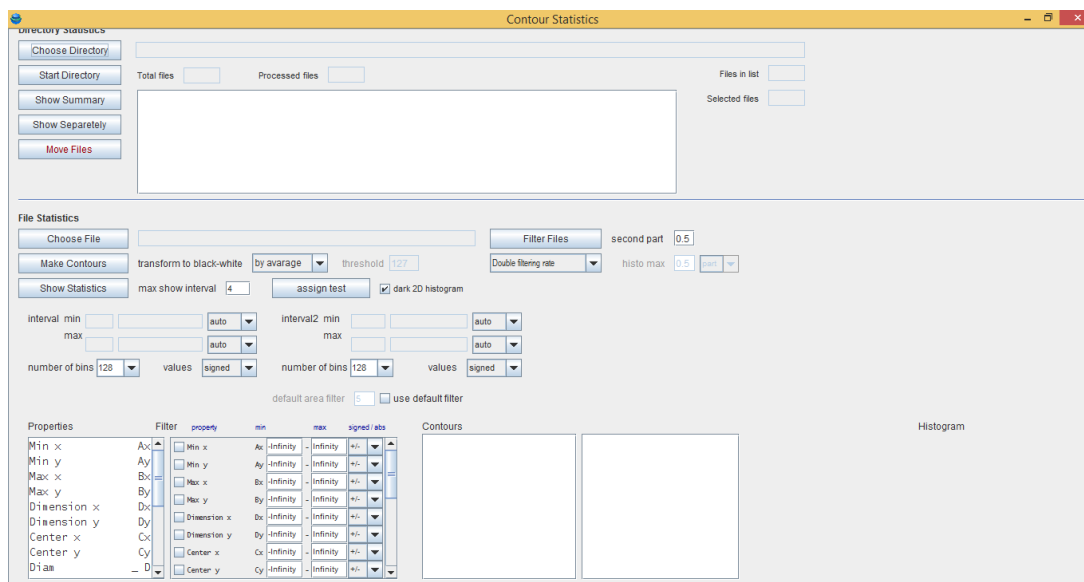 Contour Statistics
Directory Statistics
Choose Directory
Start Directory Total files Processed files Files in list
Show Summary Selected files
Show Separetely
Move Files
File Statistics
Choose File Filter Files second part 0.5
Make Contours transform to black-white by avarage threshold 127 Double filtering rate histo max 0.5 part
Show Statistics max show interval 4 assign test dark 2D histogram
interval min auto interval2 min auto
max auto max auto
number of bins 128 values signed number of bins 128 values signed
default area filter 5 use default filter
Properties Filter property min max signed / abs Contours Histogram
Min x Ax Min x Ax -Infinity - Infinity +/-
Min y Ay Min y Ay -Infinity - Infinity +/-
Max x Bx Max x Bx -Infinity - Infinity +/-
Max y By Max y By -Infinity - Infinity +/-
Dimension x Dx Dimension x Dx -Infinity - Infinity +/-
Dimension y Dy Dimension y Dy -Infinity - Infinity +/-
Center x Cx Center x Cx -Infinity - Infinity +/-
Center y Cy Center y Cy -Infinity - Infinity +/-
Diam _ D